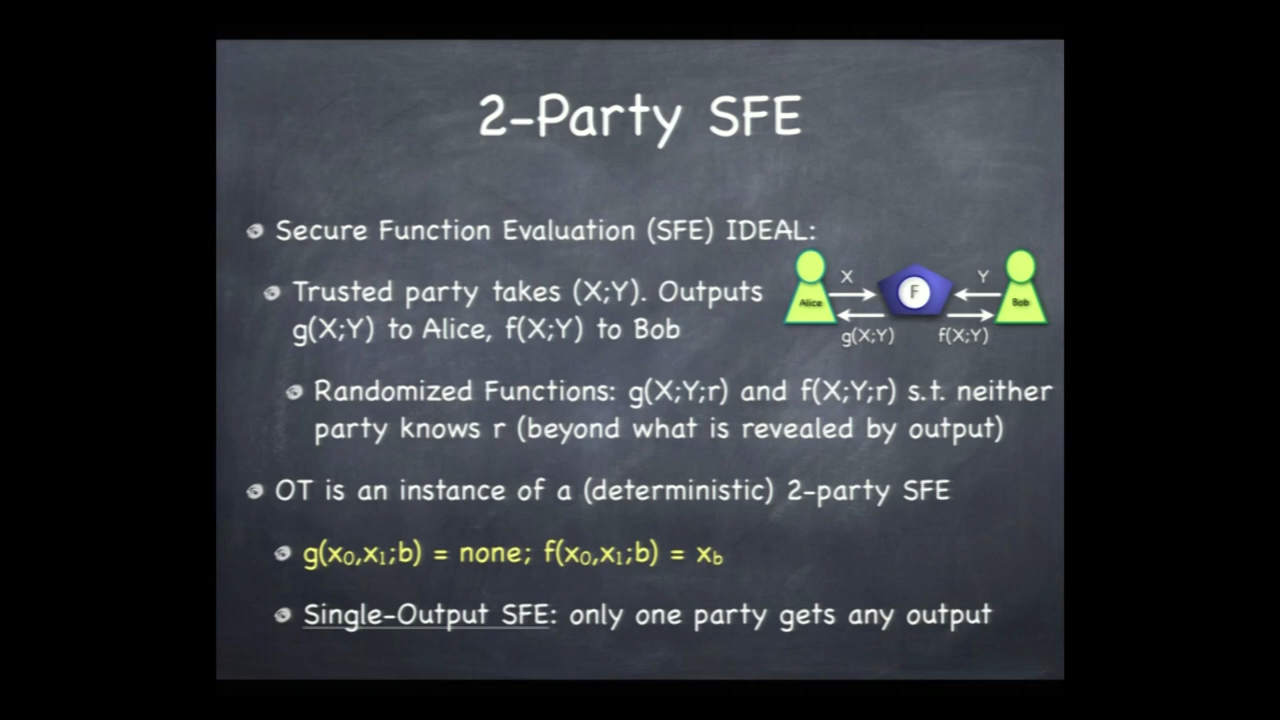 2-Party SFE
Secure Function Evaluation (SFE) IDEAL:
Trusted party takes (X;Y). Outputs
g(X;Y) to Alice, f(X;Y) to Bob
X
Y
Alice
F
Bob
g(X;Y)
f(X;Y)
Randomized Functions: g(X;Y;r) and f(X;Y;r) s.t. neither
party knows r (beyond what is revealed by output)
OT is an instance of a (deterministic) 2-party SFE
g(x₀,x₁;b) = none; f(x₀,x₁;b) = x_b
Single-Output SFE: only one party gets any output